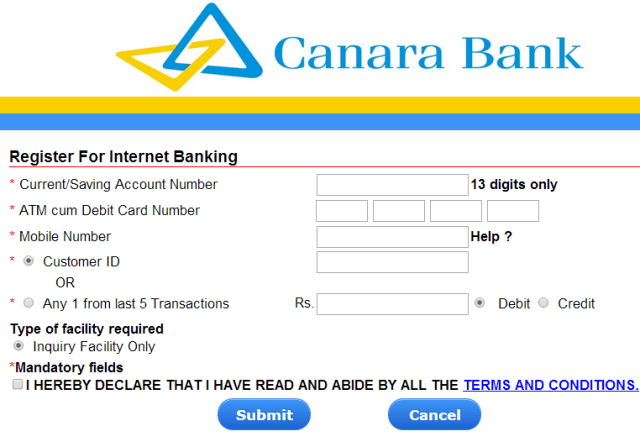 Canara Bank
Register For Internet Banking
* Current/Saving Account Number 13 digits only
* ATM cum Debit Card Number
* Mobile Number Help ?
* Customer ID
OR
* Any 1 from last 5 Transactions Rs. Debit Credit
Type of facility required
Inquiry Facility Only
*Mandatory fields
I HEREBY DECLARE THAT I HAVE READ AND ABIDE BY ALL THE TERMS AND CONDITIONS.
Submit Cancel